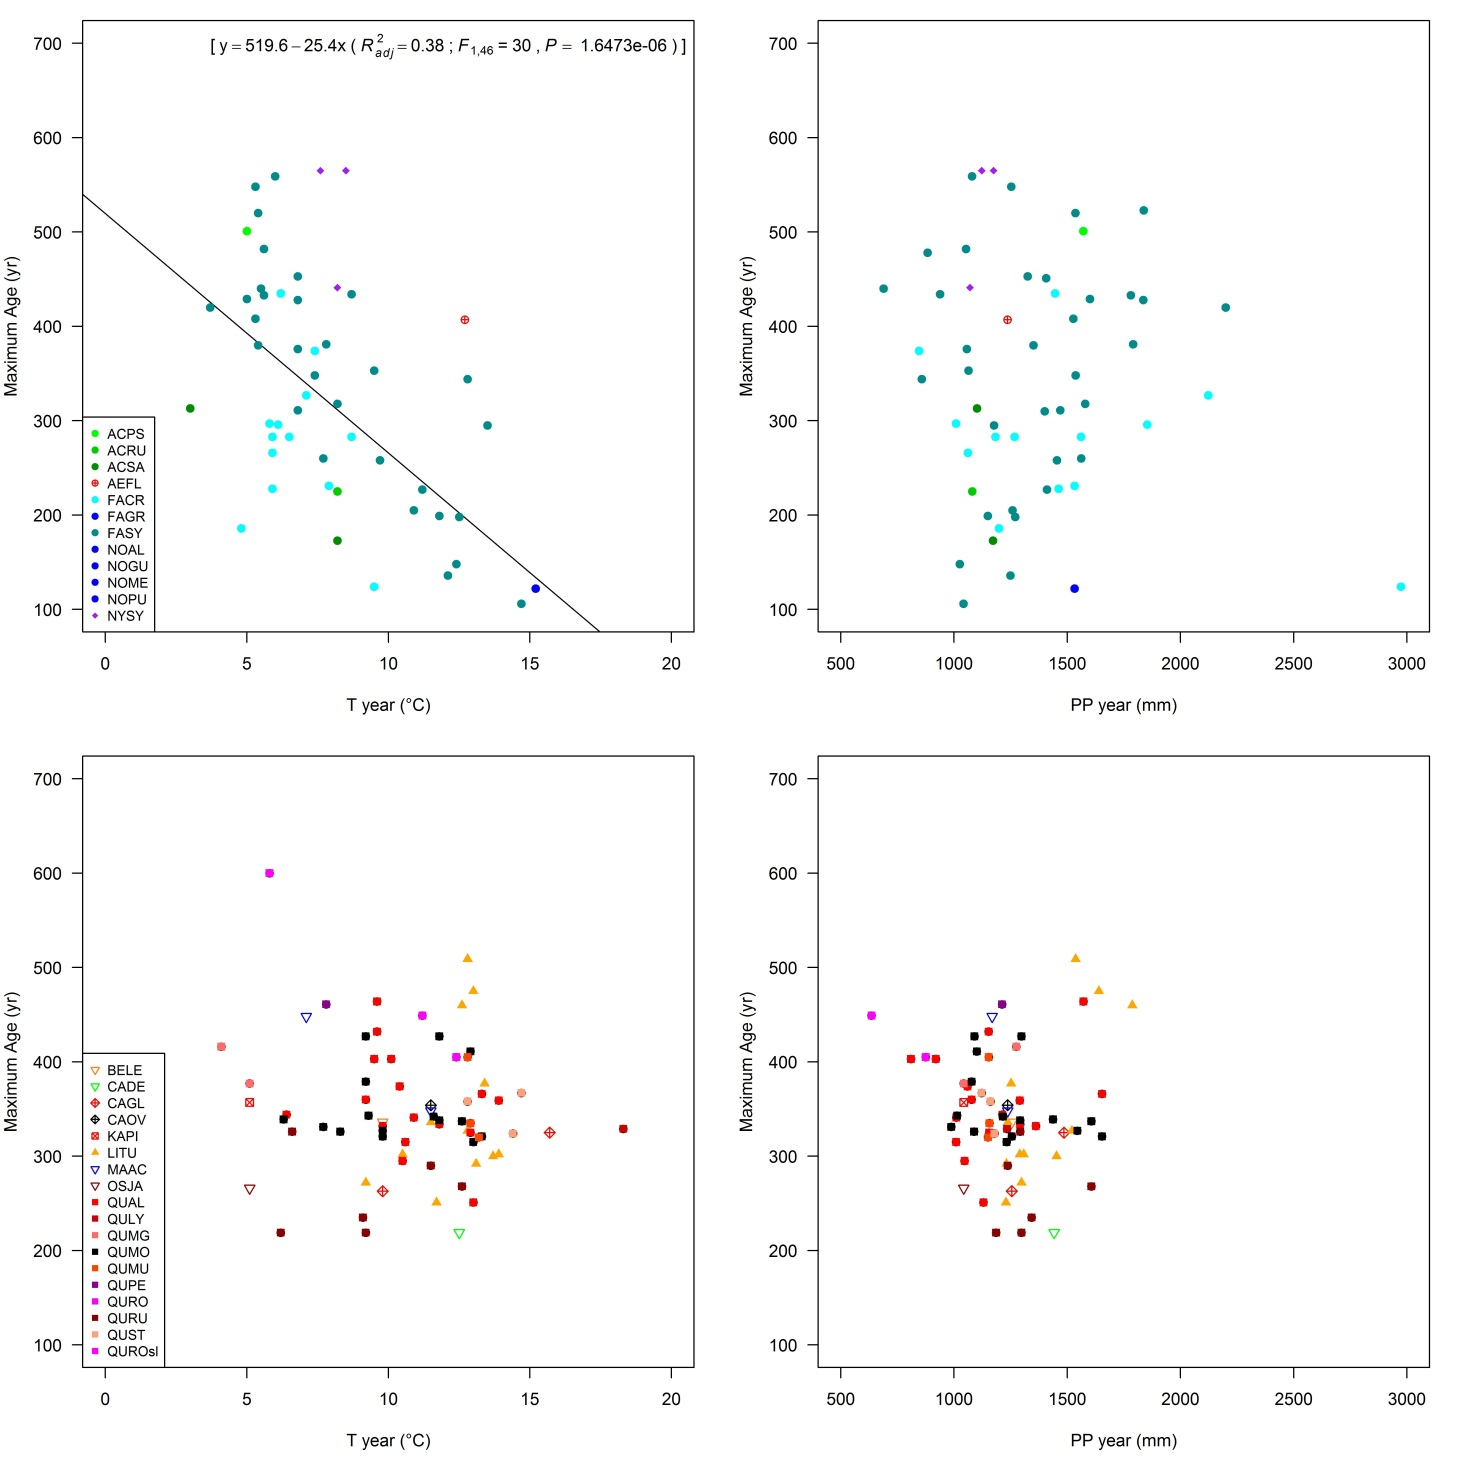 [ y = 519.6 − 25.4x ( R²adj = 0.38 ; F1,46 = 30 , P = 1.6473e-06 ) ]
Maximum Age (yr)
700
600
500
400
300
200
100
ACPS
ACRU
ACSA
AEFL
FACR
FAGR
FASY
NOAL
NOGU
NOME
NOPU
NYSY
0 5 10 15 20
T year (°C)
Maximum Age (yr)
700
600
500
400
300
200
100
500 1000 1500 2000 2500 3000
PP year (mm)
Maximum Age (yr)
700
600
500
400
300
200
100
BELE
CADE
CAGL
CAOV
KAPI
LITU
MAAC
OSJA
QUAL
QULY
QUMG
QUMO
QUMU
QUPE
QURO
QURU
QUST
QUROsl
0 5 10 15 20
T year (°C)
Maximum Age (yr)
700
600
500
400
300
200
100
500 1000 1500 2000 2500 3000
PP year (mm)